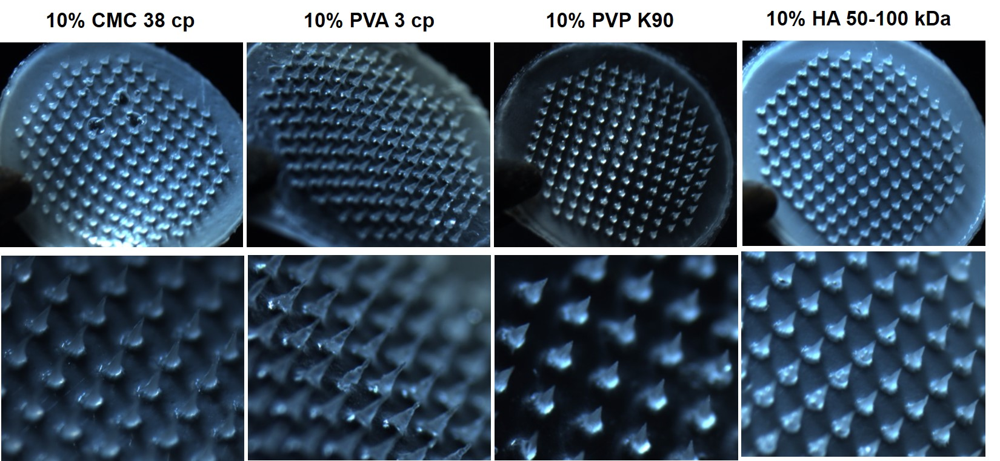 10% CMC 38 cp
10% PVA 3 cp
10% PVP K90
10% HA 50-100 kDa